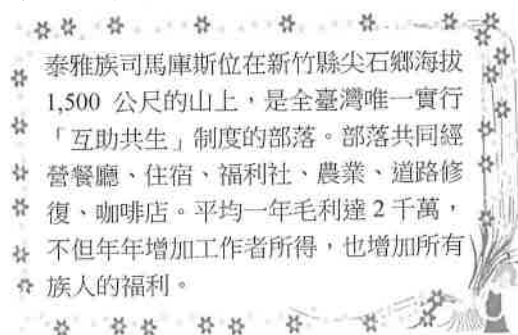 泰雅族司馬庫斯位在新竹縣尖石鄉海拔
1,500 公尺的山上，是全臺灣唯一實行
「互助共生」制度的部落。部落共同經
營餐廳、住宿、福利社、農業、道路修
復、咖啡店。平均一年毛利達 2 千萬，
不但年年增加工作者所得，也增加所有
族人的福利。